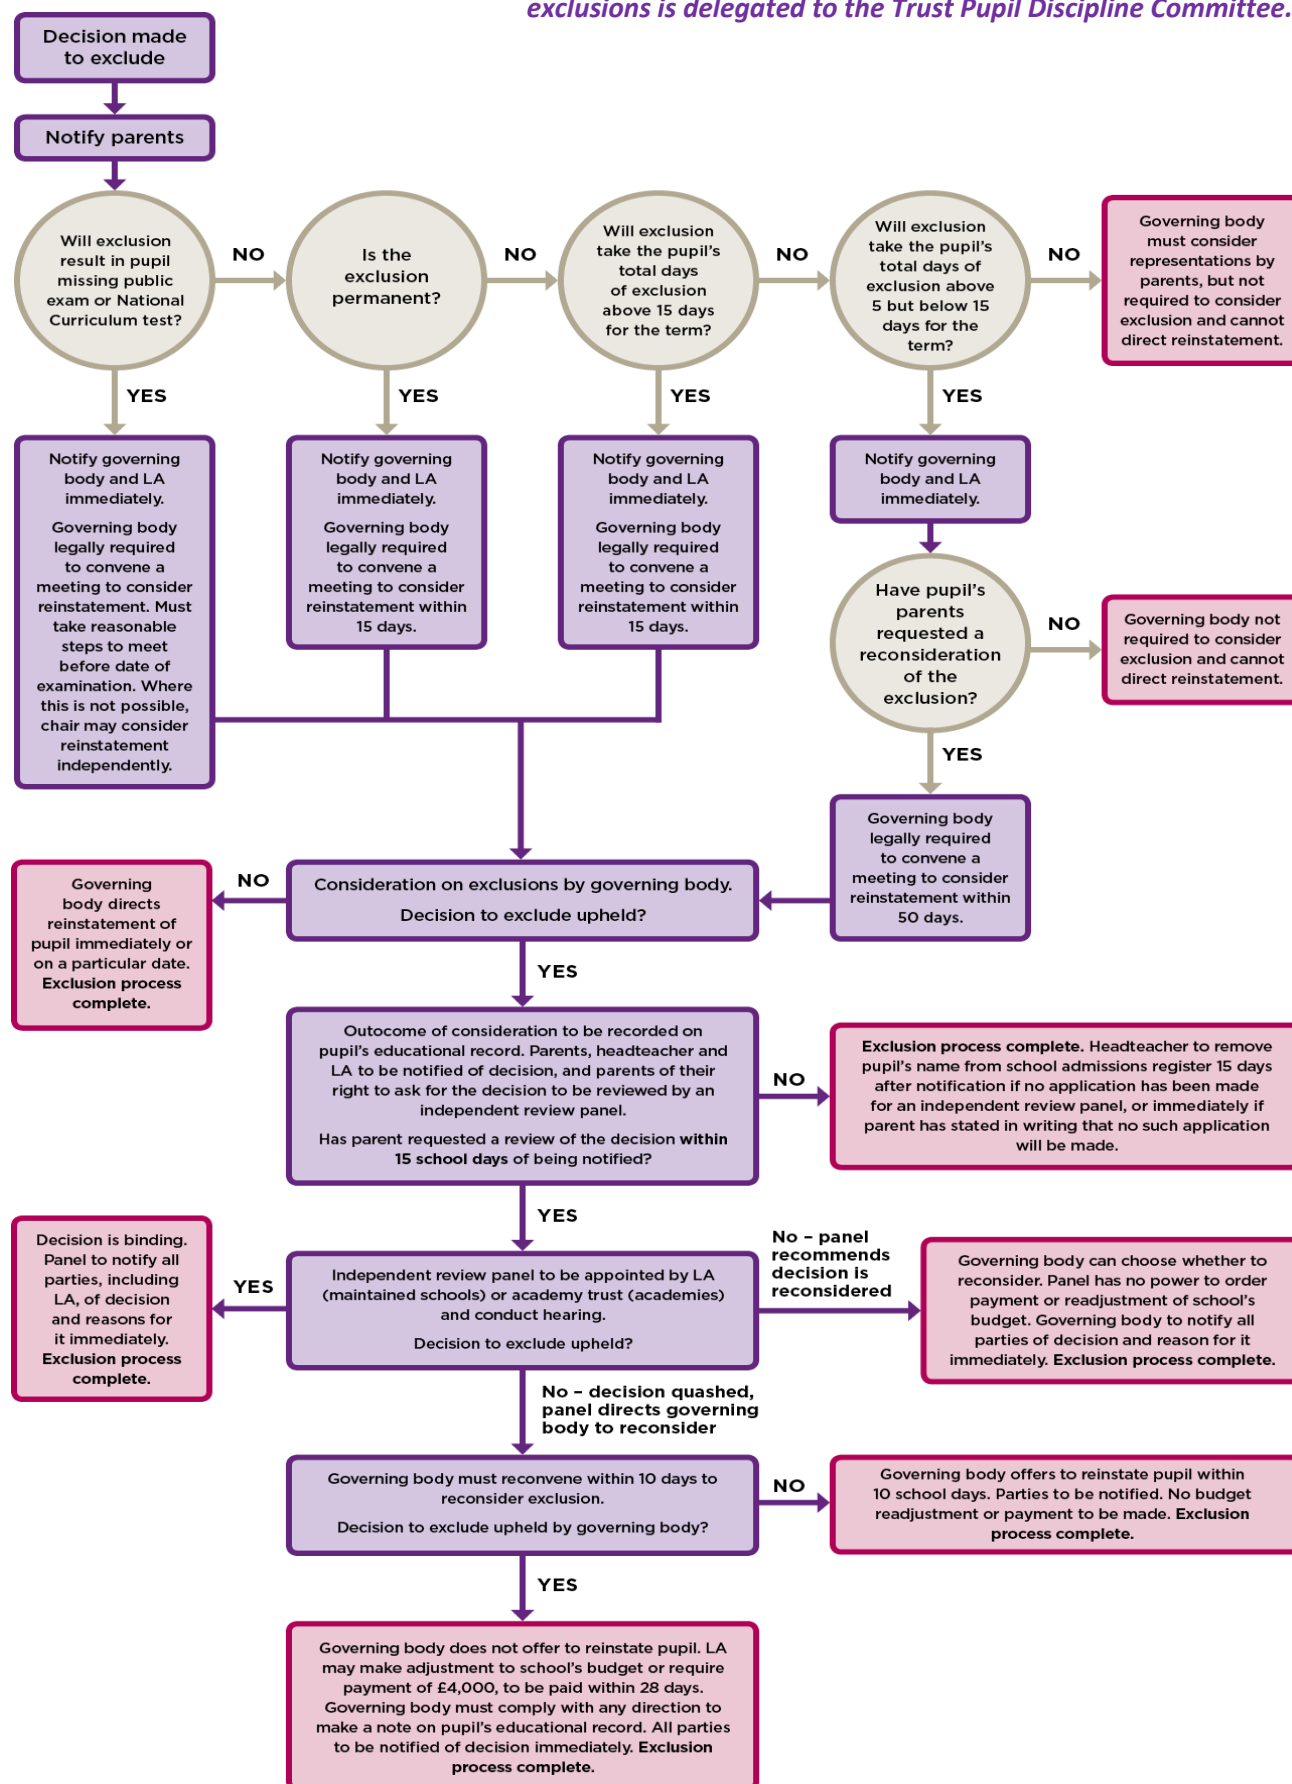 exclusions is delegated to the Trust Pupil Discipline Committee.
Decision made
to exclude
Notify parents
Will exclusion
result in pupil
missing public
exam or National
Curriculum test?
NO
Is the
exclusion
permanent?
NO
Will exclusion
take the pupil's
total days
of exclusion
above 15 days
for the term?
NO
Will exclusion
take the pupil's
total days of
exclusion above
5 but below 15
days for the
term?
NO
Governing body
must consider
representations by
parents, but not
required to consider
exclusion and cannot
direct reinstatement.
YES
YES
YES
YES
Notify governing
body and LA
immediately.
Governing body
legally required
to convene a
meeting to consider
reinstatement. Must
take reasonable
steps to meet
before date of
examination. Where
this is not possible,
chair may consider
reinstatement
independently.
Notify governing
body and LA
immediately.
Governing body
legally required
to convene a
meeting to consider
reinstatement within
15 days.
Notify governing
body and LA
immediately.
Governing body
legally required
to convene a
meeting to consider
reinstatement within
15 days.
Notify governing
body and LA
immediately.
Have pupil's
parents
requested a
reconsideration
of the
exclusion?
NO
Governing body not
required to consider
exclusion and cannot
direct reinstatement.
YES
Governing body
legally required
to convene a
meeting to consider
reinstatement within
50 days.
Consideration on exclusions by governing body.
Decision to exclude upheld?
NO
Governing
body directs
reinstatement of
pupil immediately or
on a particular date.
Exclusion process
complete.
YES
Outocome of consideration to be recorded on
pupil's educational record. Parents, headteacher and
LA to be notified of decision, and parents of their
right to ask for the decision to be reviewed by an
independent review panel.
Has parent requested a review of the decision within
15 school days of being notified?
NO
Exclusion process complete. Headteacher to remove
pupil's name from school admissions register 15 days
after notification if no application has been made
for an independent review panel, or immediately if
parent has stated in writing that no such application
will be made.
YES
Independent review panel to be appointed by LA
(maintained schools) or academy trust (academies)
and conduct hearing.
Decision to exclude upheld?
YES
Decision is binding.
Panel to notify all
parties, including
LA, of decision
and reasons for
it immediately.
Exclusion process
complete.
No – panel
recommends
decision is
reconsidered
Governing body can choose whether to
reconsider. Panel has no power to order
payment or readjustment of school's
budget. Governing body to notify all
parties of decision and reason for it
immediately. Exclusion process complete.
No – decision quashed,
panel directs governing
body to reconsider
Governing body must reconvene within 10 days to
reconsider exclusion.
Decision to exclude upheld by governing body?
NO
Governing body offers to reinstate pupil within
10 school days. Parties to be notified. No budget
readjustment or payment to be made. Exclusion
process complete.
YES
Governing body does not offer to reinstate pupil. LA
may make adjustment to school's budget or require
payment of £4,000, to be paid within 28 days.
Governing body must comply with any direction to
make a note on pupil's educational record. All parties
to be notified of decision immediately. Exclusion
process complete.